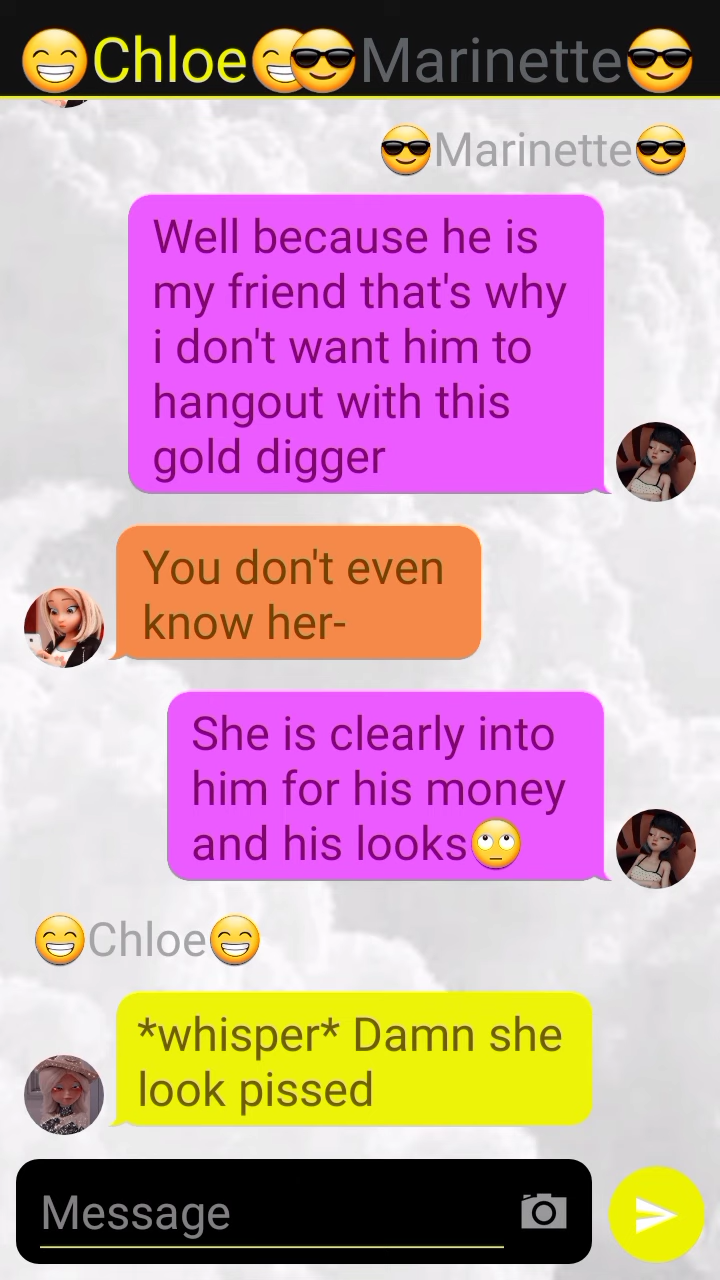 😁Chloe😁😎Marinette😎
😎Marinette😎
Well because he is
my friend that's why
i don't want him to
hangout with this
gold digger
You don't even
know her-
She is clearly into
him for his money
and his looks🙄
😁Chloe😁
*whisper* Damn she
look pissed
Message